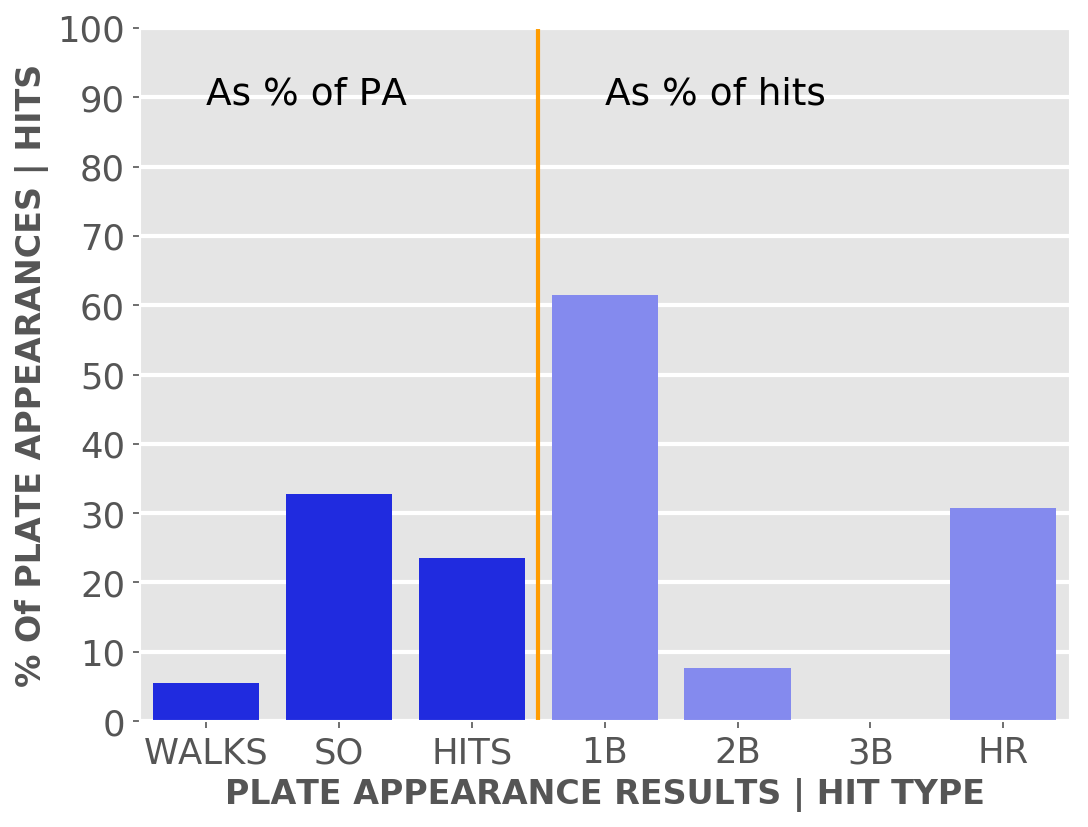 % Of PLATE APPEARANCES | HITS
100
90
80
70
60
50
40
30
20
10
0
As % of PA
As % of hits
WALKS SO HITS 1B 2B 3B HR
PLATE APPEARANCE RESULTS | HIT TYPE